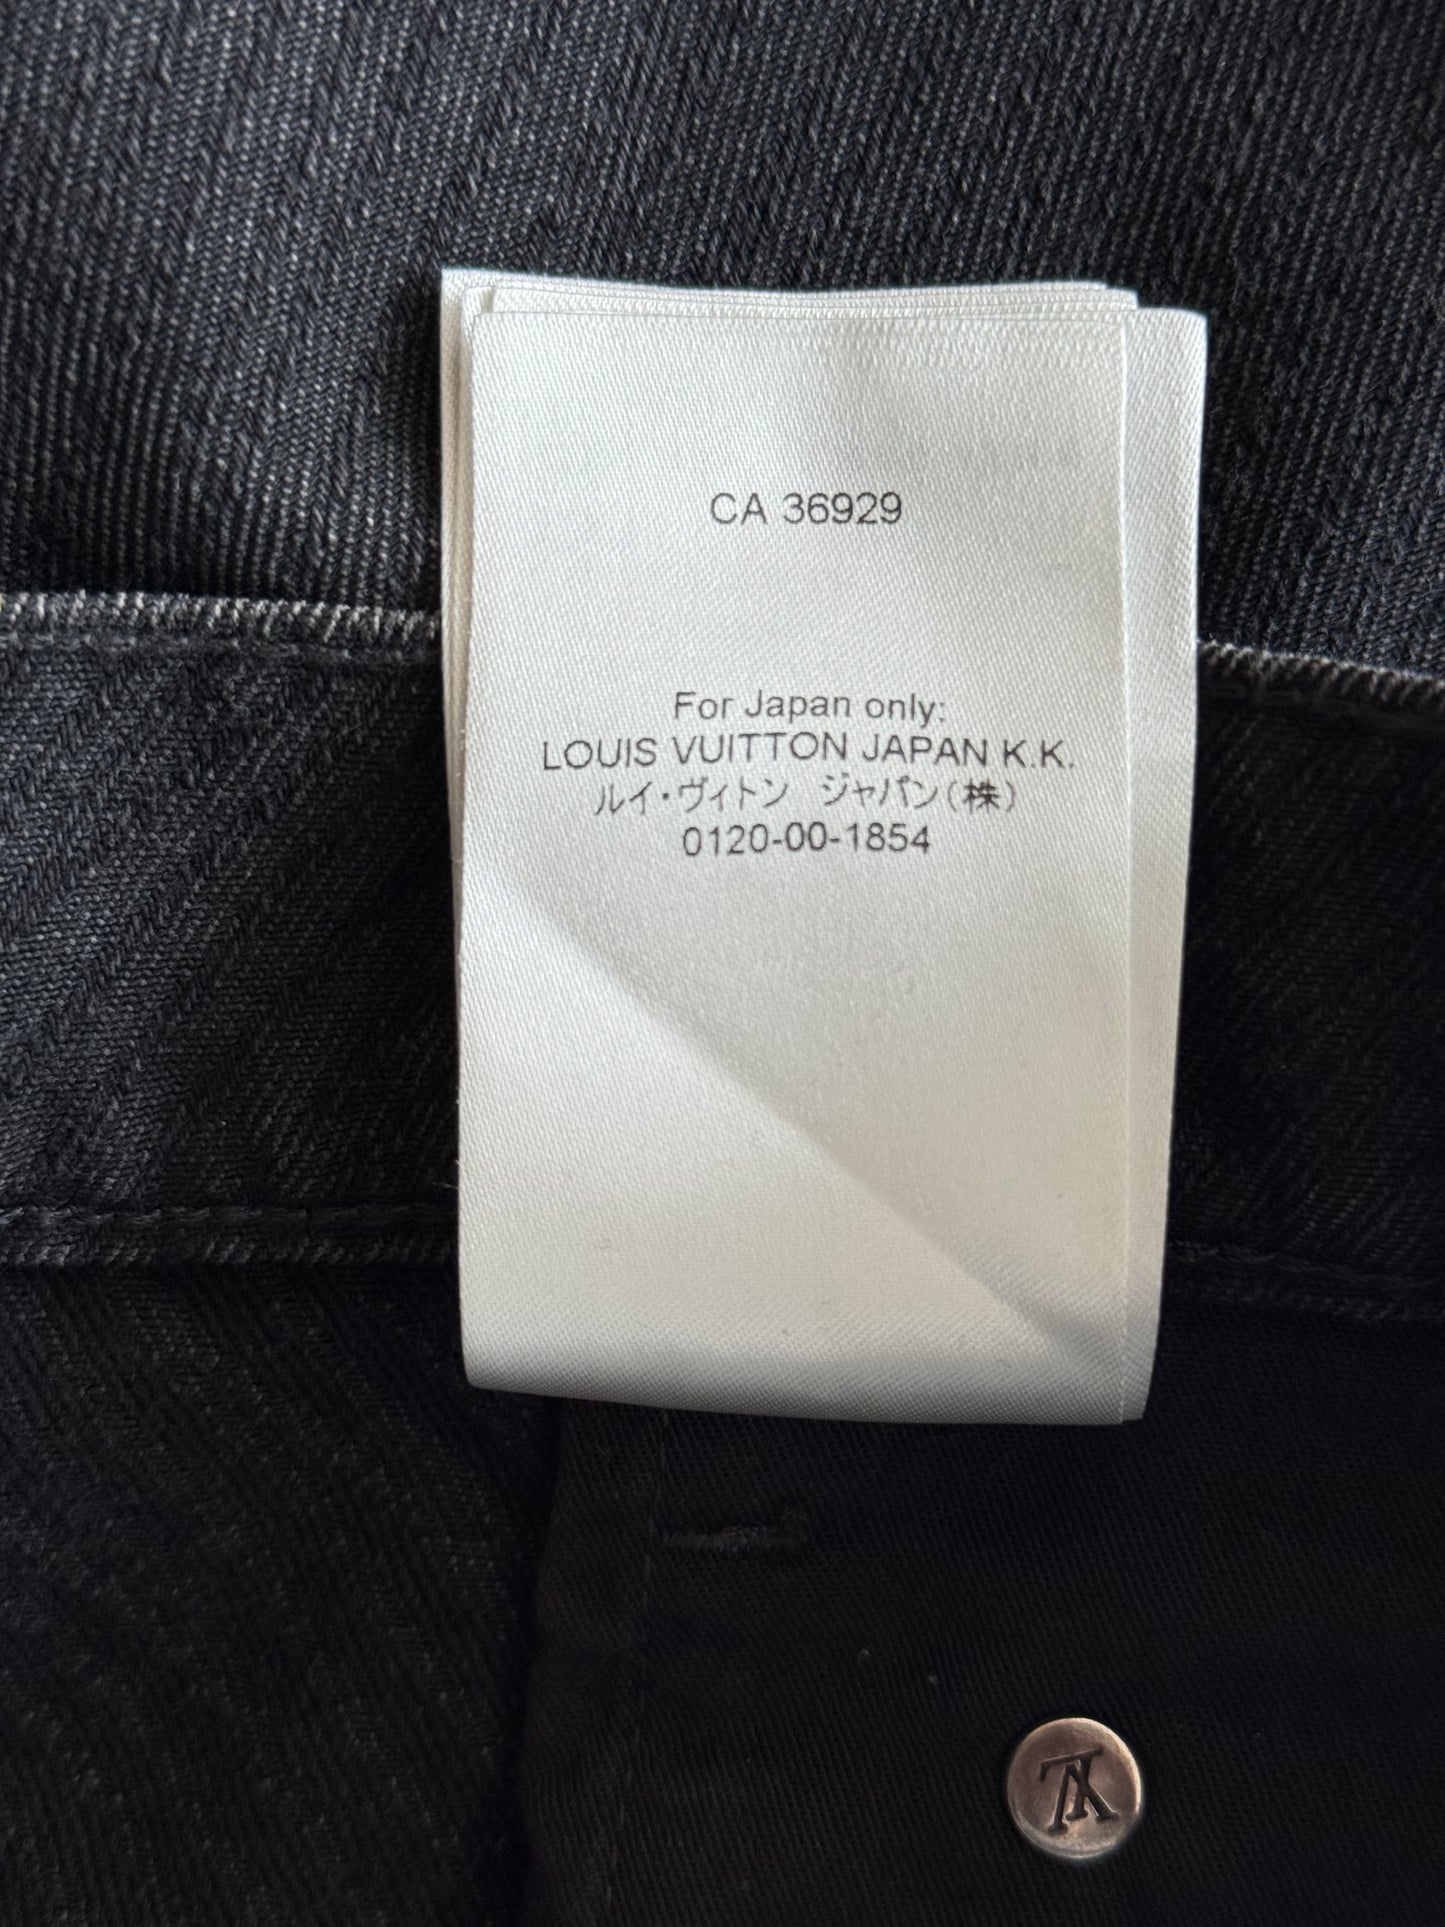 CA 36929
For Japan only:
LOUIS VUITTON JAPAN K.K.
ルイ・ヴィトン ジャパン(株)
0120-00-1854
LV